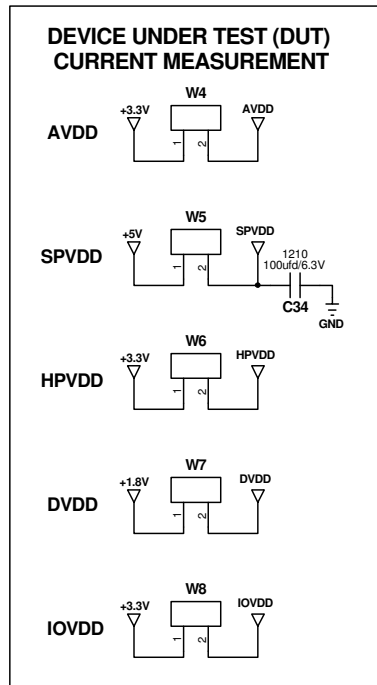 DEVICE UNDER TEST (DUT)
CURRENT MEASUREMENT
W4
+3.3V
AVDD
AVDD
1
2
W5
+5V
SPVDD
SPVDD
1
2
1210
100ufd/6.3V
C34
GND
W6
+3.3V
HPVDD
HPVDD
1
2
W7
+1.8V
DVDD
DVDD
1
2
W8
+3.3V
IOVDD
IOVDD
1
2